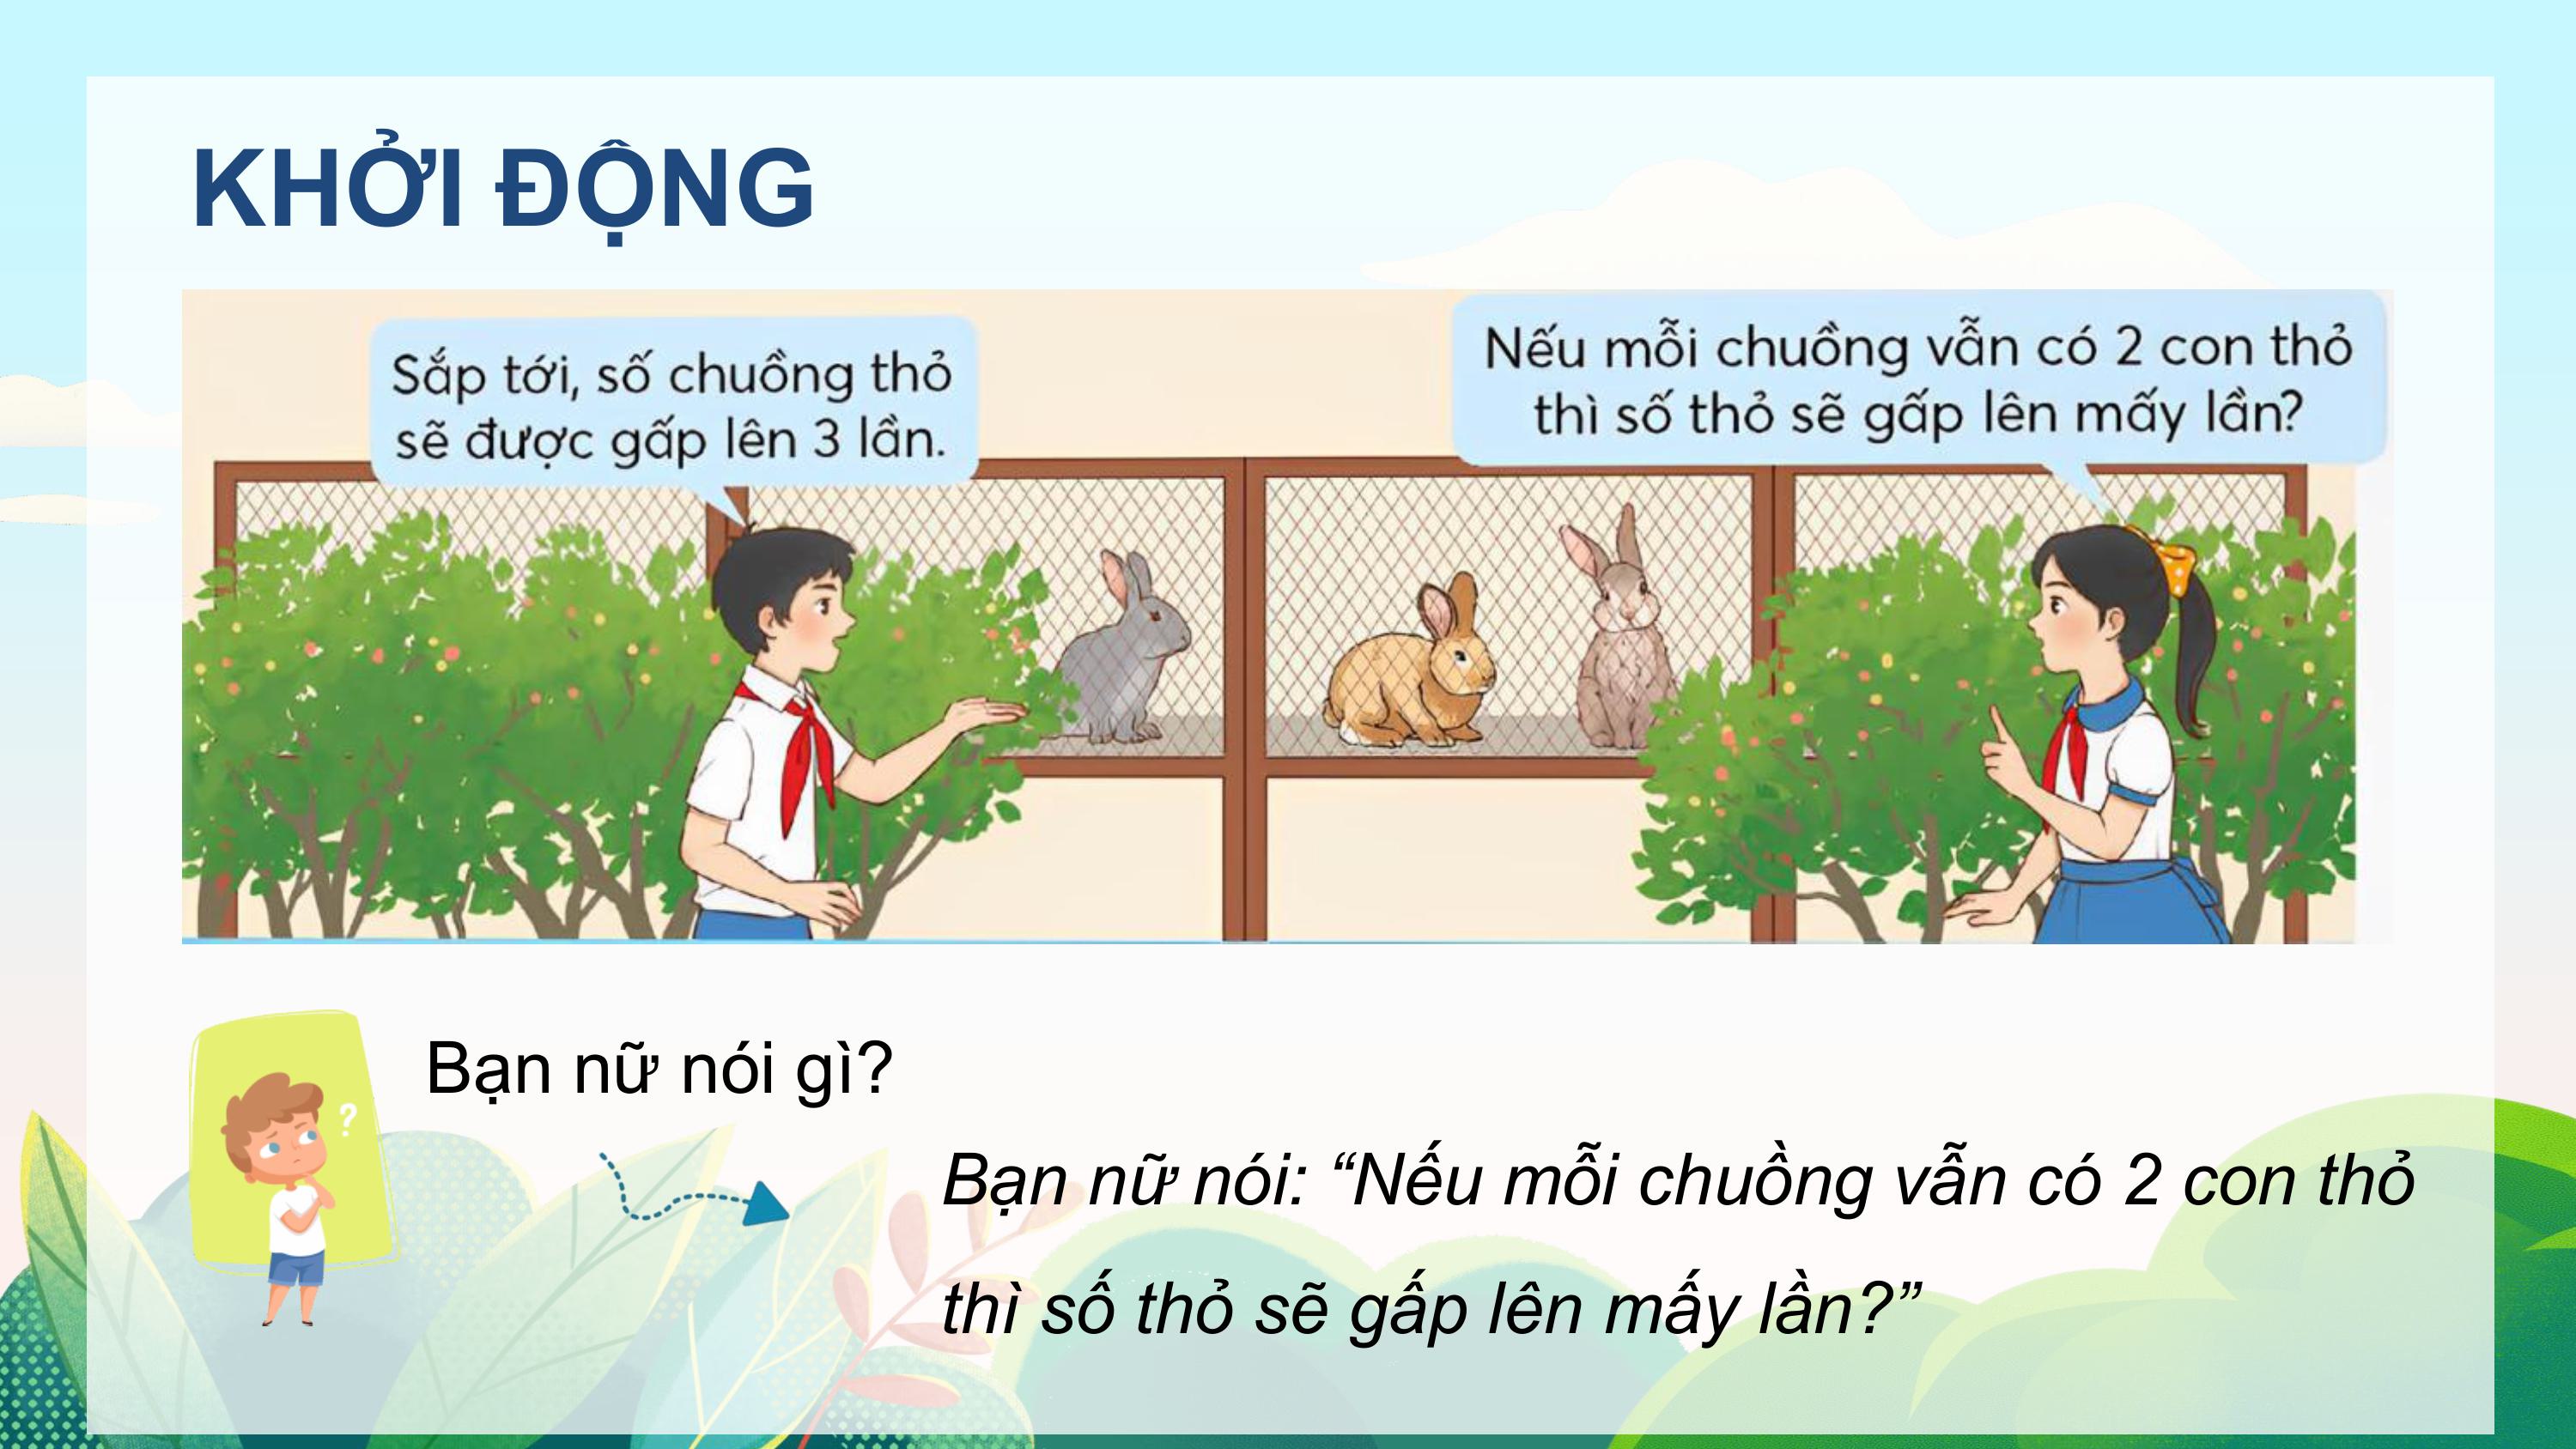 KHỞI ĐỘNG
Sắp tới, số chuồng thỏ
sẽ được gấp lên 3 lần.
Nếu mỗi chuồng vẫn có 2 con thỏ
thì số thỏ sẽ gấp lên mấy lần?
Bạn nữ nói gì?
?
Bạn nữ nói: “Nếu mỗi chuồng vẫn có 2 con thỏ
thì số thỏ sẽ gấp lên mấy lần?”